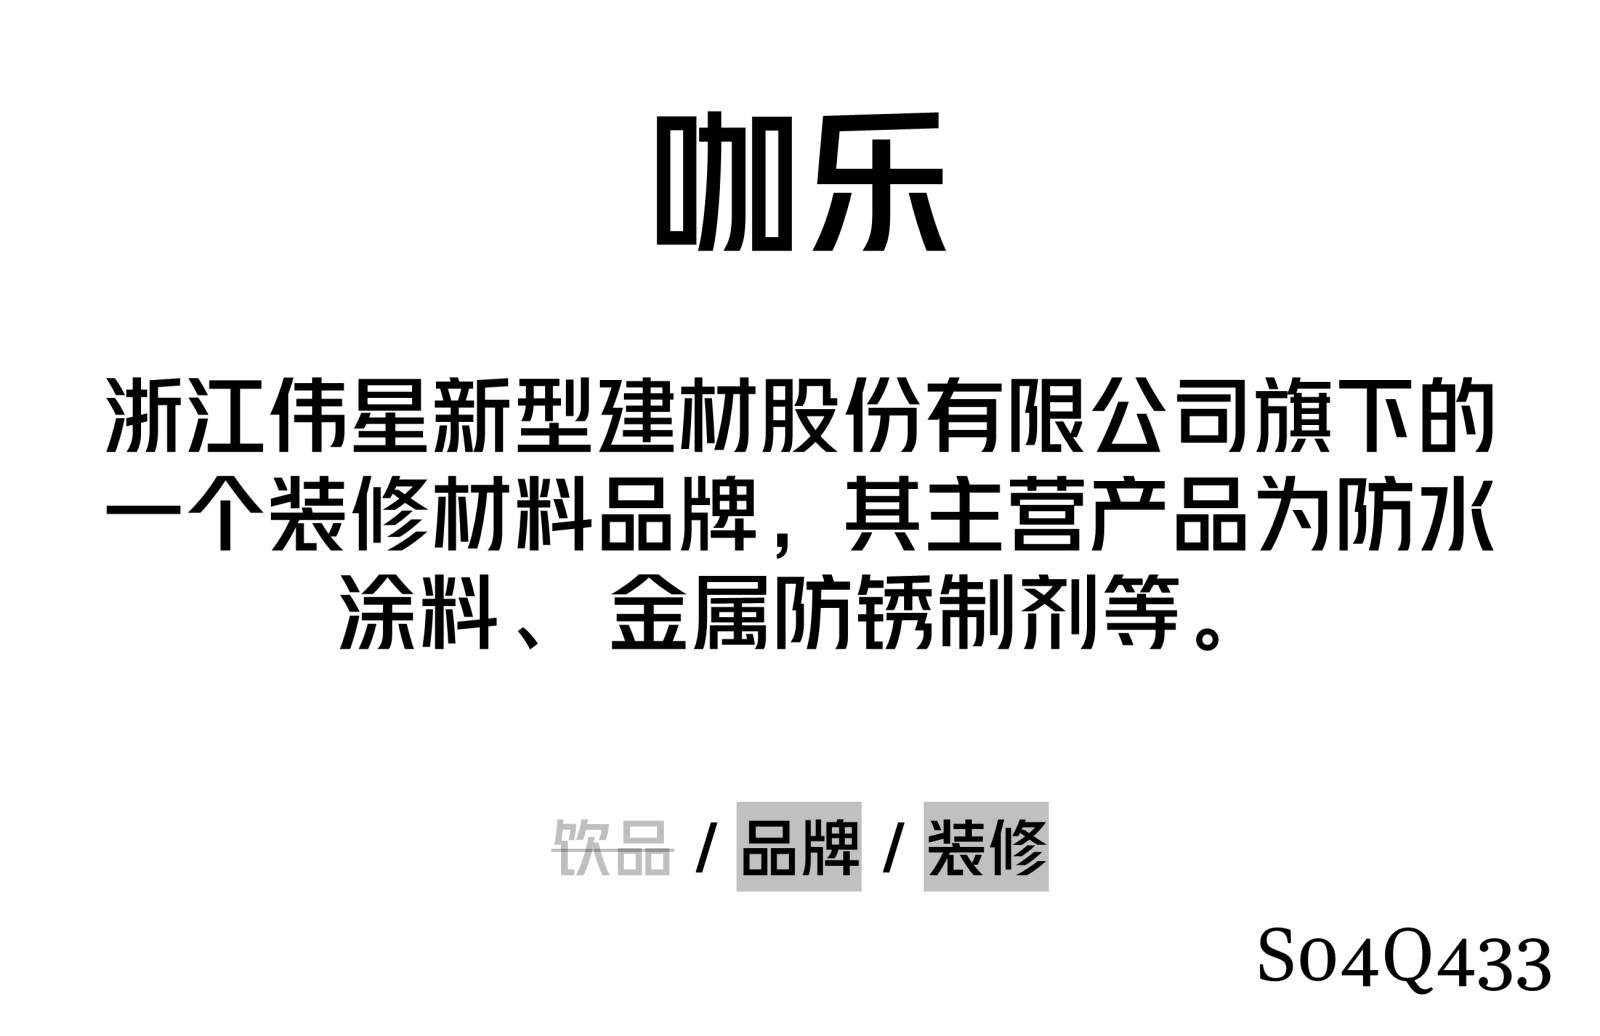 咖乐
浙江伟星新型建材股份有限公司旗下的
一个装修材料品牌，其主营产品为防水
涂料、金属防锈制剂等。
饮品 / 品牌 / 装修
S04Q433